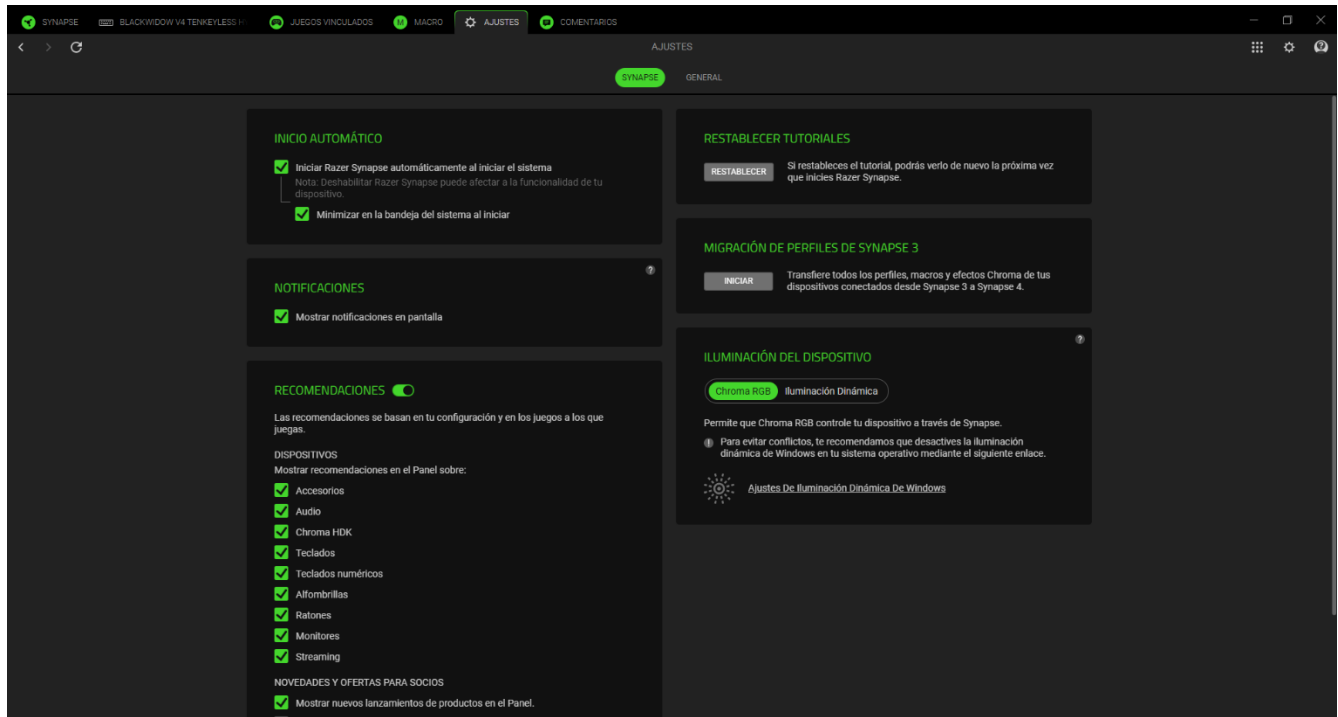 SYNAPSE
BLACKWIDOW V4 TENKEYLESS H
JUEGOS VINCULADOS
M
MACRO
AJUSTES
COMENTARIOS
AJUSTES
SYNAPSE
GENERAL
INICIO AUTOMÁTICO
Iniciar Razer Synapse automáticamente al iniciar el sistema
Nota: Deshabilitar Razer Synapse puede afectar a la funcionalidad de tu
dispositivo.
Minimizar en la bandeja del sistema al iniciar
NOTIFICACIONES
Mostrar notificaciones en pantalla
RECOMENDACIONES
Las recomendaciones se basan en tu configuración y en los juegos a los que
juegas.
DISPOSITIVOS
Mostrar recomendaciones en el Panel sobre:
Accesorios
Audio
Chroma HDK
Teclados
Teclados numéricos
Alfombrillas
Ratones
Monitores
Streaming
NOVEDADES Y OFERTAS PARA SOCIOS
Mostrar nuevos lanzamientos de productos en el Panel.
RESTABLECER TUTORIALES
RESTABLECER
Si restableces el tutorial, podrás verlo de nuevo la próxima vez
que inicies Razer Synapse.
MIGRACIÓN DE PERFILES DE SYNAPSE 3
INICIAR
Transfiere todos los perfiles, macros y efectos Chroma de tus
dispositivos conectados desde Synapse 3 a Synapse 4.
ILUMINACIÓN DEL DISPOSITIVO
Chroma RGB
Iluminación Dinámica
Permite que Chroma RGB controle tu dispositivo a través de Synapse.
Para evitar conflictos, te recomendamos que desactives la iluminación
dinámica de Windows en tu sistema operativo mediante el siguiente enlace.
Ajustes De Iluminación Dinámica De Windows